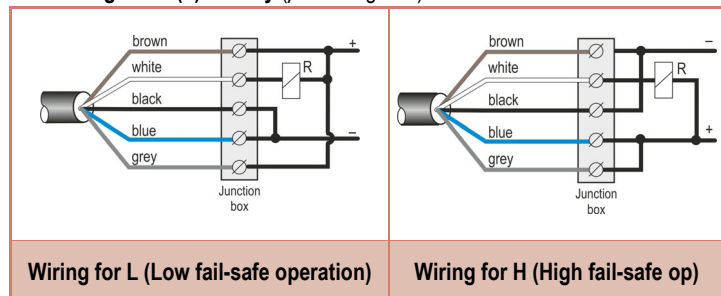 brown
white
black
blue
grey
R
+
–
Junction
box
brown
white
black
blue
grey
R
–
+
Junction
box
Wiring for L (Low fail-safe operation)
Wiring for H (High fail-safe op)